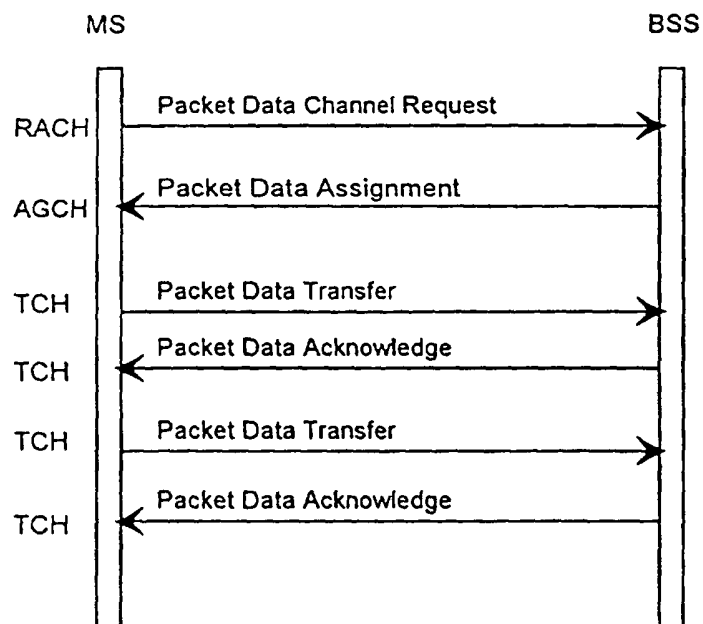 MS BSS
Packet Data Channel Request
RACH
Packet Data Assignment
AGCH
Packet Data Transfer
TCH
Packet Data Acknowledge
TCH
Packet Data Transfer
TCH
Packet Data Acknowledge
TCH